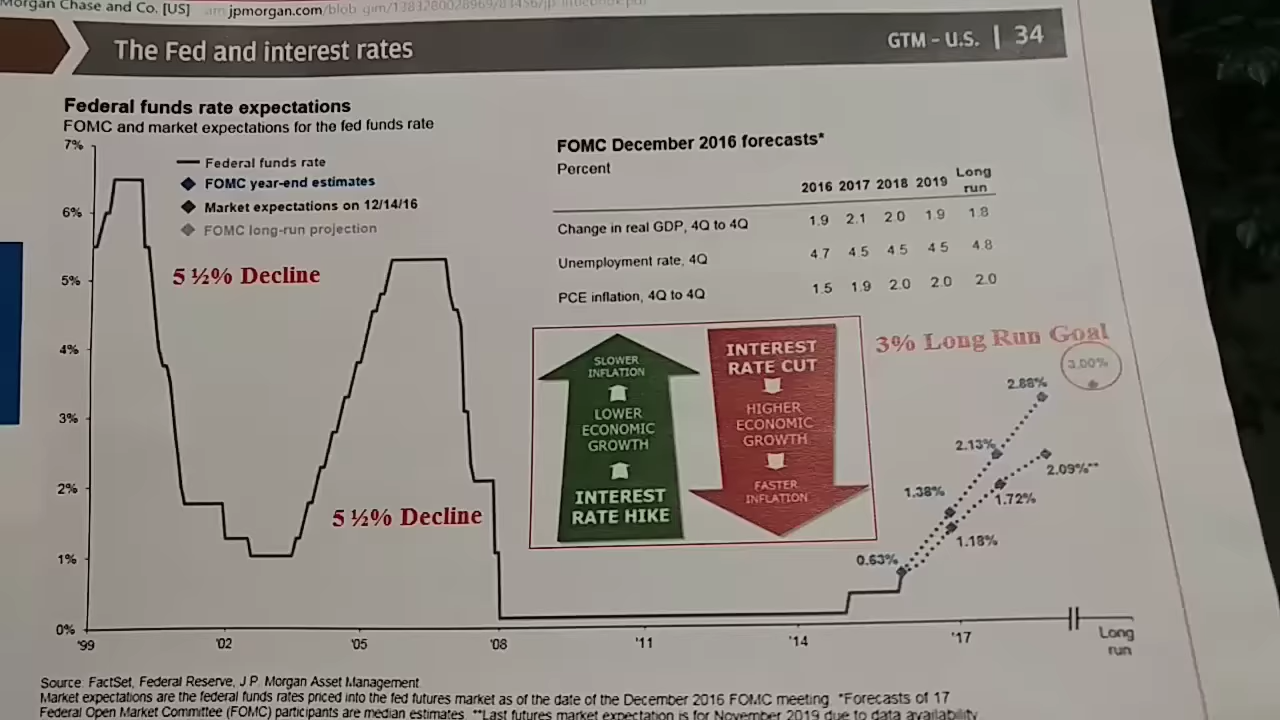 Morgan Chase and Co. [US]
jpmorgan.com/blob-gim/1383280028969/83456/jp-littlebook.pdf
The Fed and interest rates
GTM – U.S. | 34
Federal funds rate expectations
FOMC and market expectations for the fed funds rate
7%
6%
5%
4%
3%
2%
1%
0%
Federal funds rate
FOMC year-end estimates
Market expectations on 12/14/16
FOMC long-run projection
5 ½% Decline
5 ½% Decline
FOMC December 2016 forecasts*
Percent
2016 2017 2018 2019 Long run
Change in real GDP, 4Q to 4Q 1.9 2.1 2.0 1.9 1.8
Unemployment rate, 4Q 4.7 4.5 4.5 4.5 4.8
PCE inflation, 4Q to 4Q 1.5 1.9 2.0 2.0 2.0
SLOWER
INFLATION
LOWER
ECONOMIC
GROWTH
INTEREST
RATE HIKE
INTEREST
RATE CUT
HIGHER
ECONOMIC
GROWTH
FASTER
INFLATION
3% Long Run Goal
3.00%
2.88%
2.13%
2.09%**
1.38%
1.72%
1.18%
0.63%
'99 '02 '05 '08 '11 '14 '17 Long
run
Source: FactSet, Federal Reserve, J.P. Morgan Asset Management
Market expectations are the federal funds rates priced into the fed futures market as of the date of the December 2016 FOMC meeting. *Forecasts of 17
Federal Open Market Committee (FOMC) participants are median estimates. **Last futures market expectation is for November 2019 due to data availability